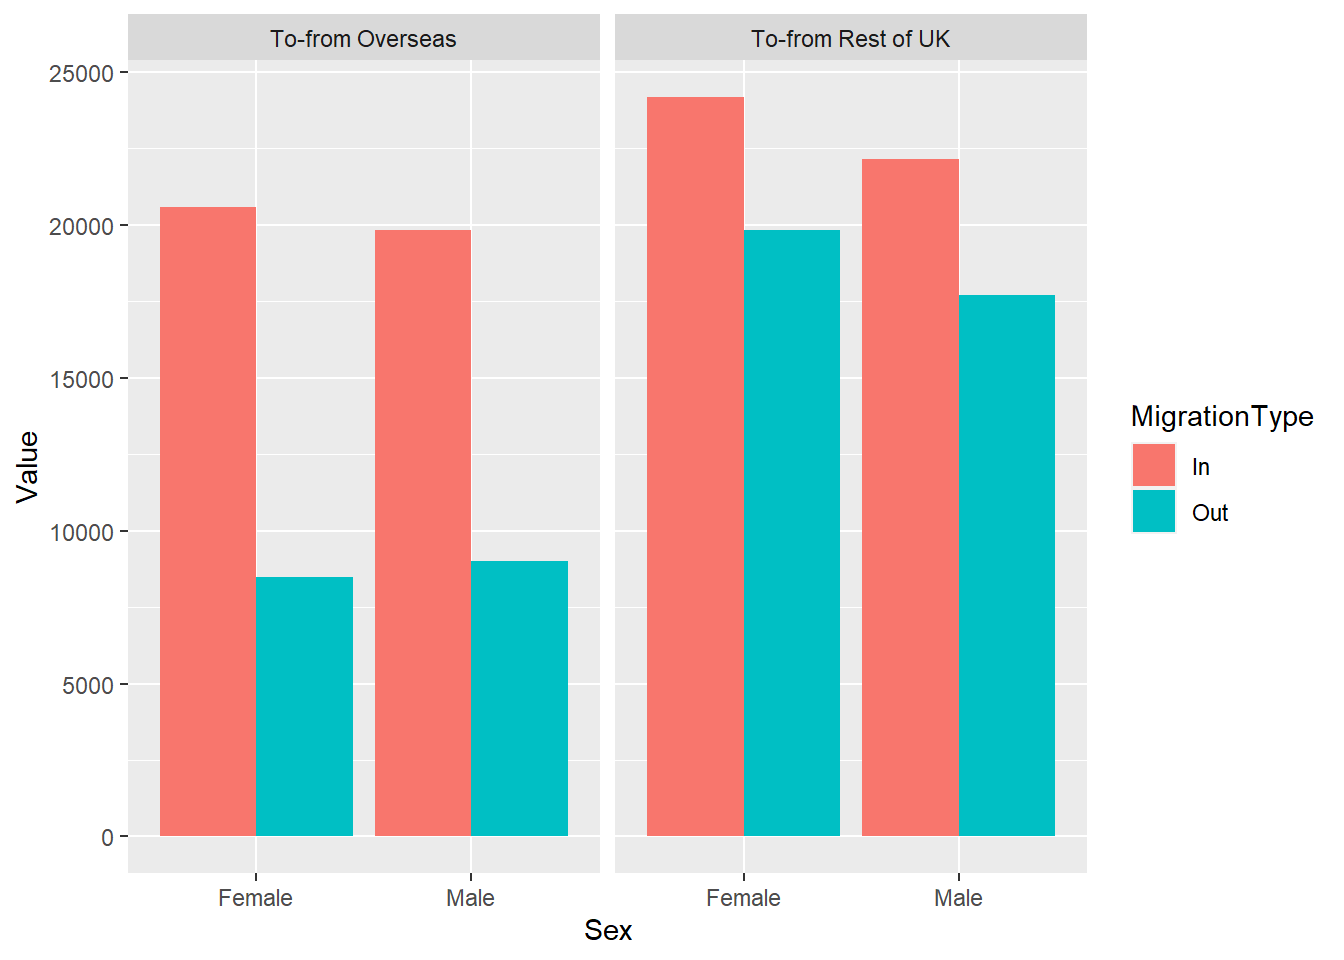 To-from Overseas
To-from Rest of UK
25000
20000
15000
10000
5000
0
Value
Female
Male
Female
Male
Sex
MigrationType
In
Out